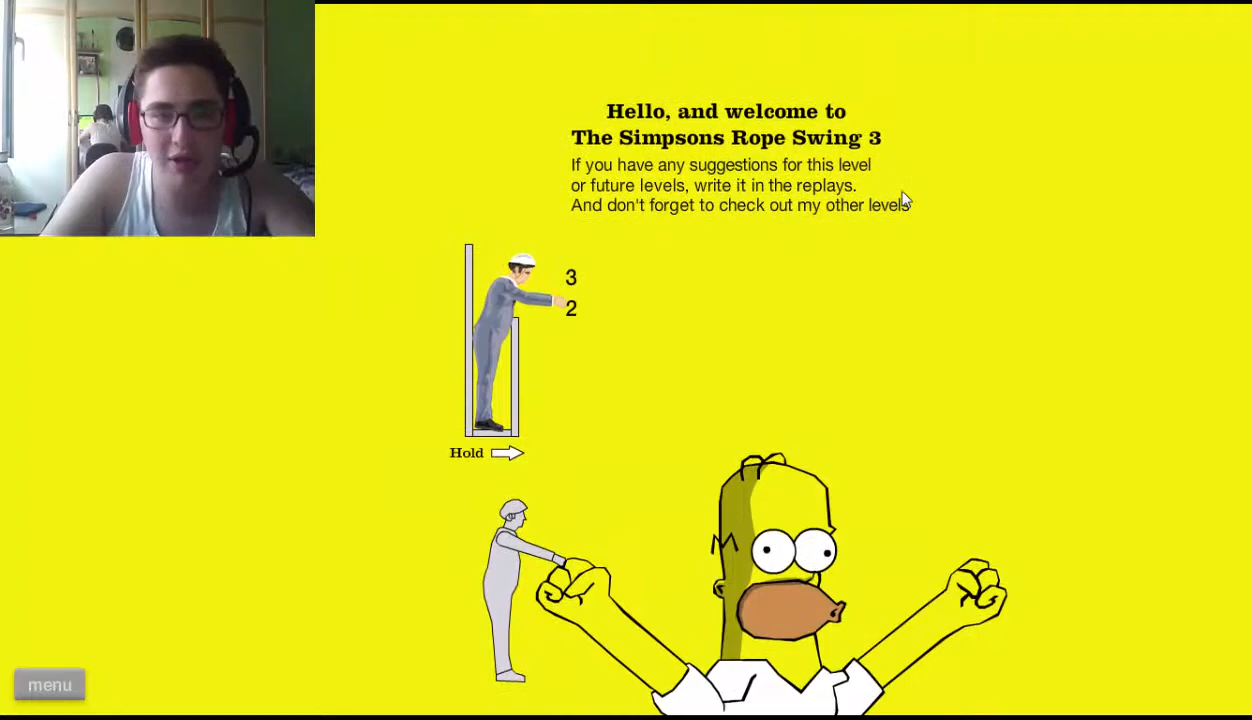 Hello, and welcome to
The Simpsons Rope Swing 3
If you have any suggestions for this level
or future levels, write it in the replays.
And don't forget to check out my other levels
3
2
Hold
menu